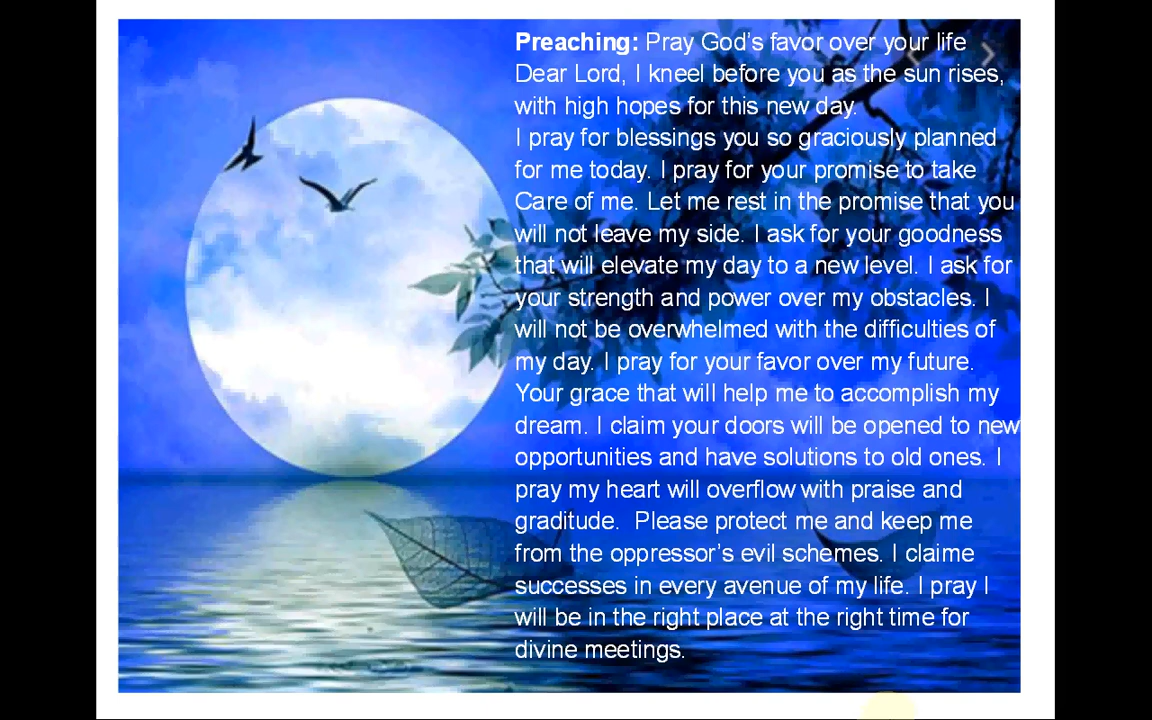 Preaching: Pray God's favor over your life
Dear Lord, I kneel before you as the sun rises,
with high hopes for this new day.
I pray for blessings you so graciously planned
for me today. I pray for your promise to take
Care of me. Let me rest in the promise that you
will not leave my side. I ask for your goodness
that will elevate my day to a new level. I ask for
your strength and power over my obstacles. I
will not be overwhelmed with the difficulties of
my day. I pray for your favor over my future.
Your grace that will help me to accomplish my
dream. I claim your doors will be opened to new
opportunities and have solutions to old ones. I
pray my heart will overflow with praise and
graditude.  Please protect me and keep me
from the oppressor's evil schemes. I claime
successes in every avenue of my life. I pray I
will be in the right place at the right time for
divine meetings.